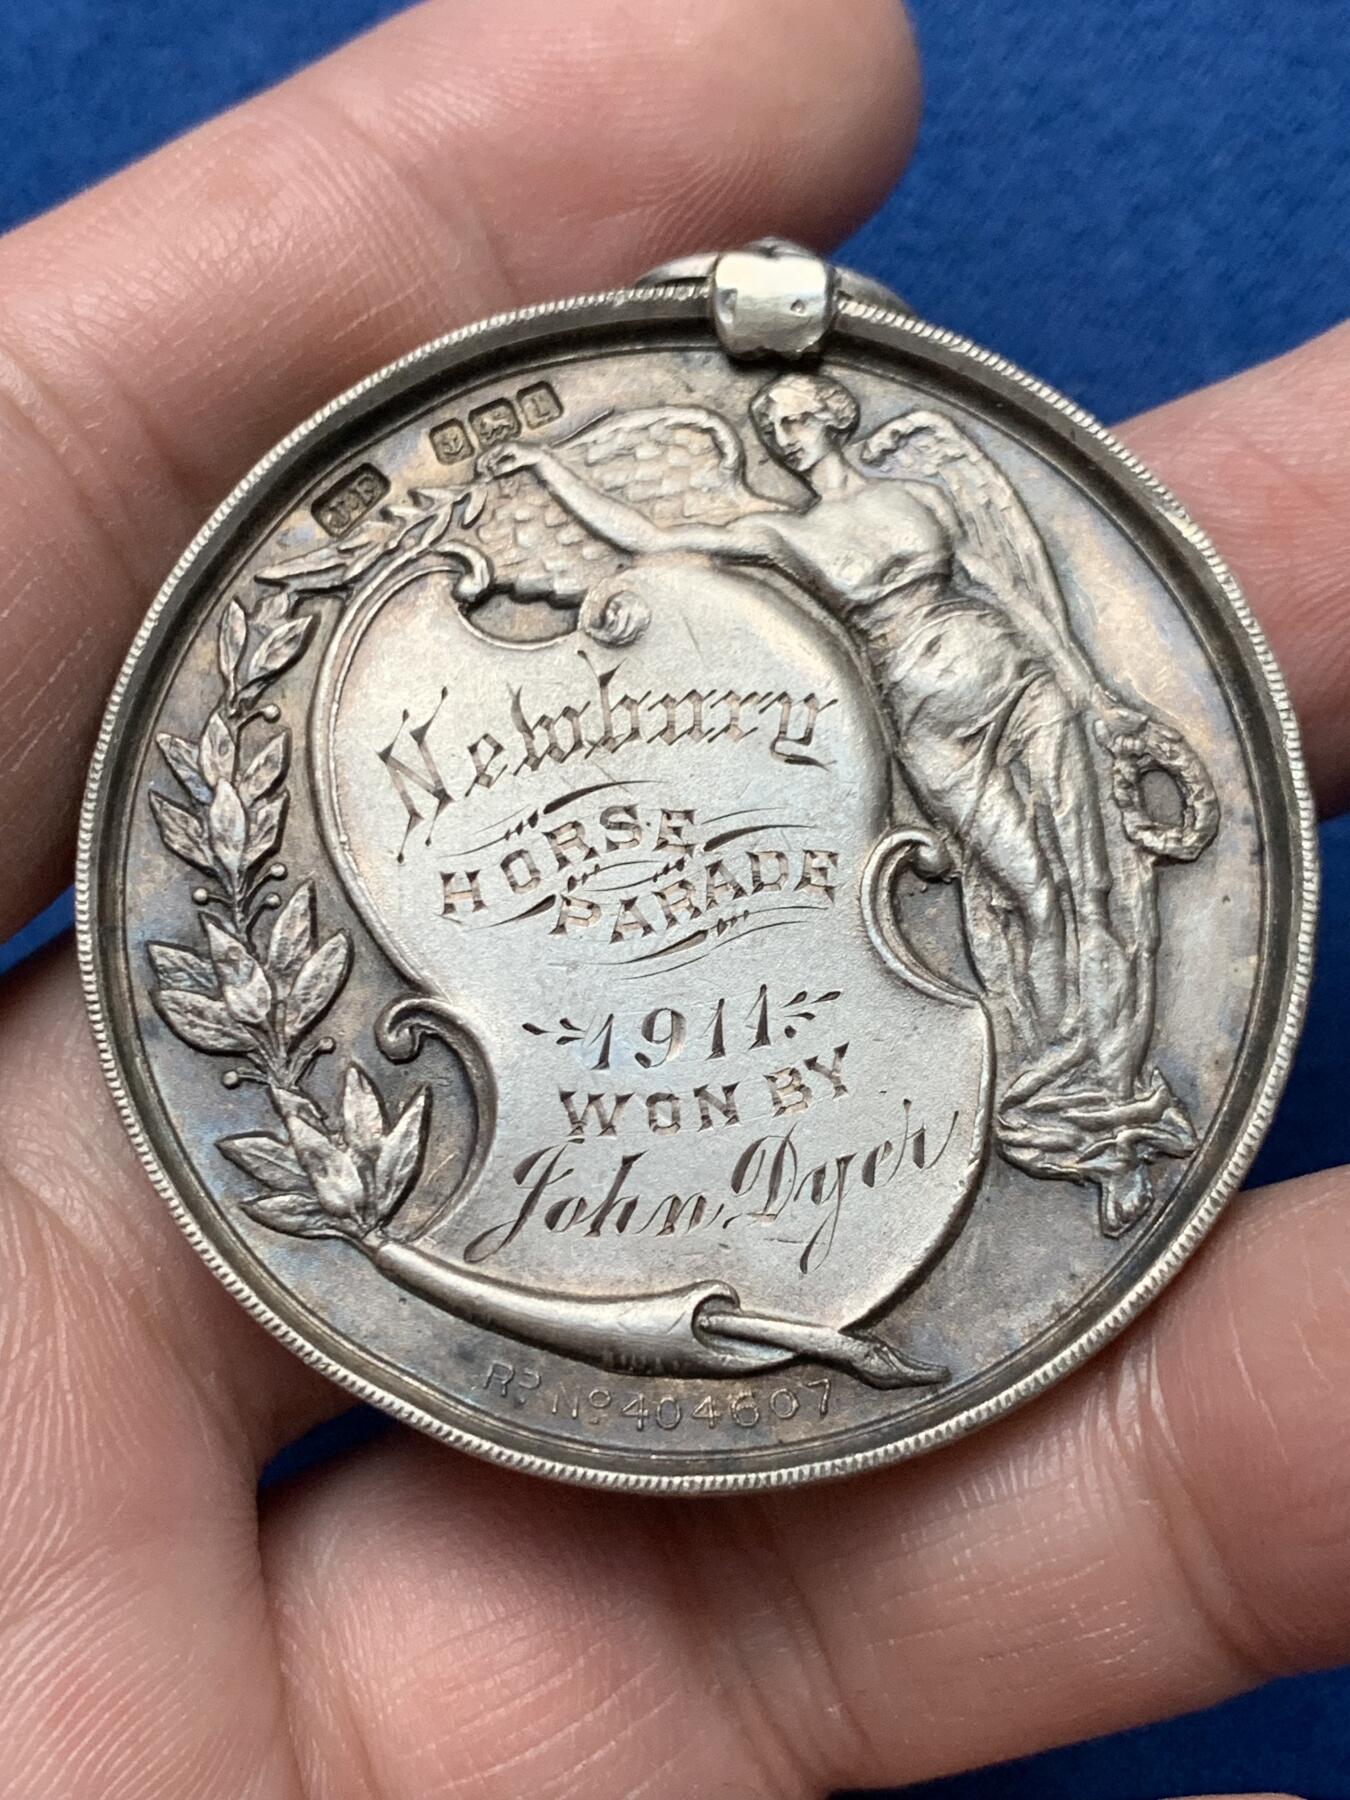 L
Newbury
HORSE
PARADE
1911
WON BY
John Dyer
RD No 404607